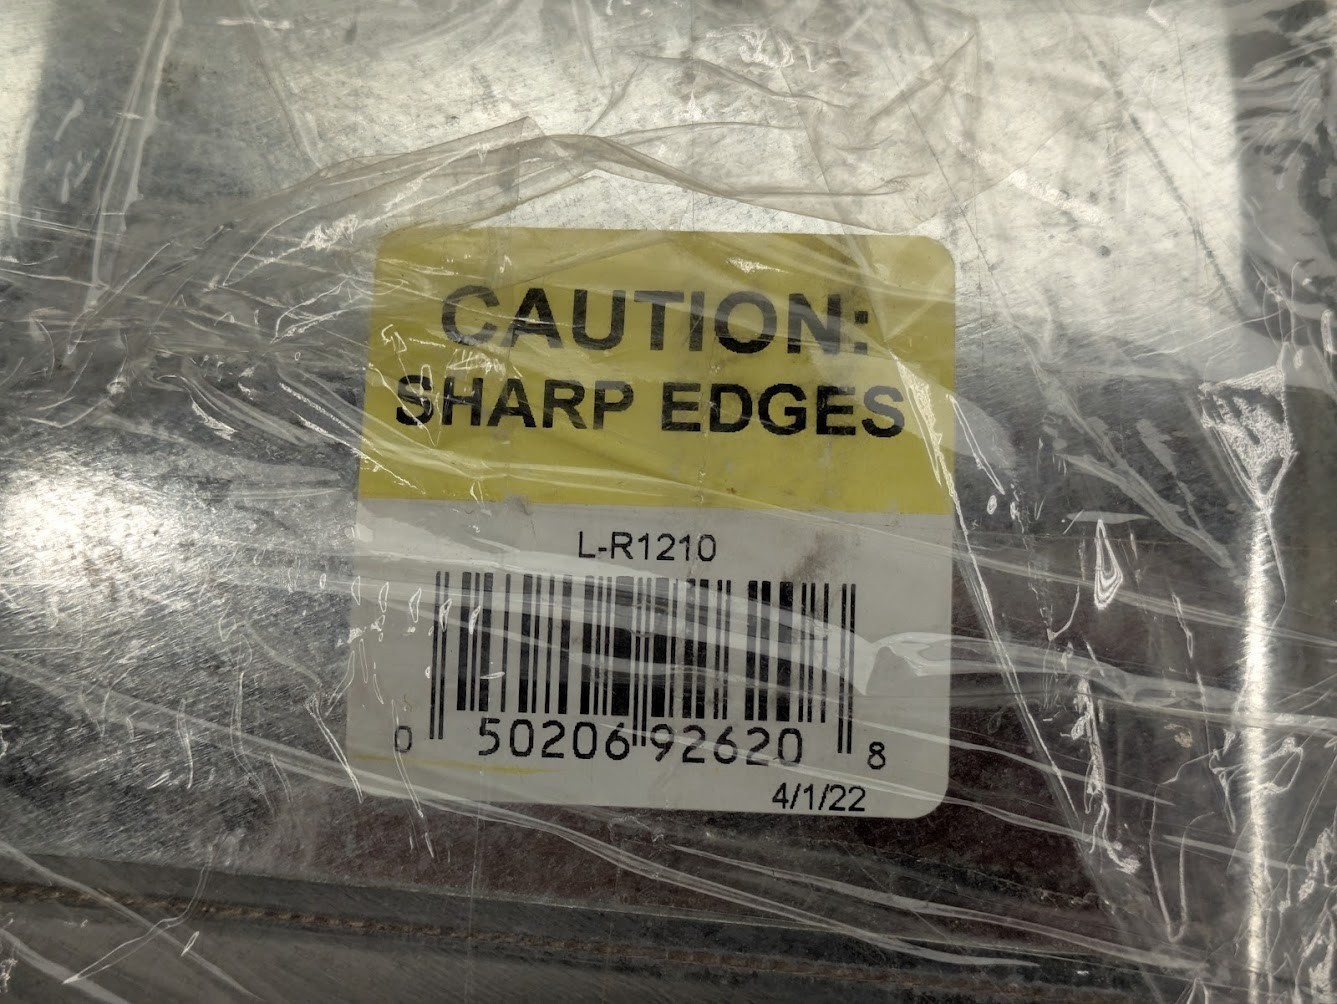 CAUTION:
SHARP EDGES
L-R1210
0 50206 92620 8
4/1/22